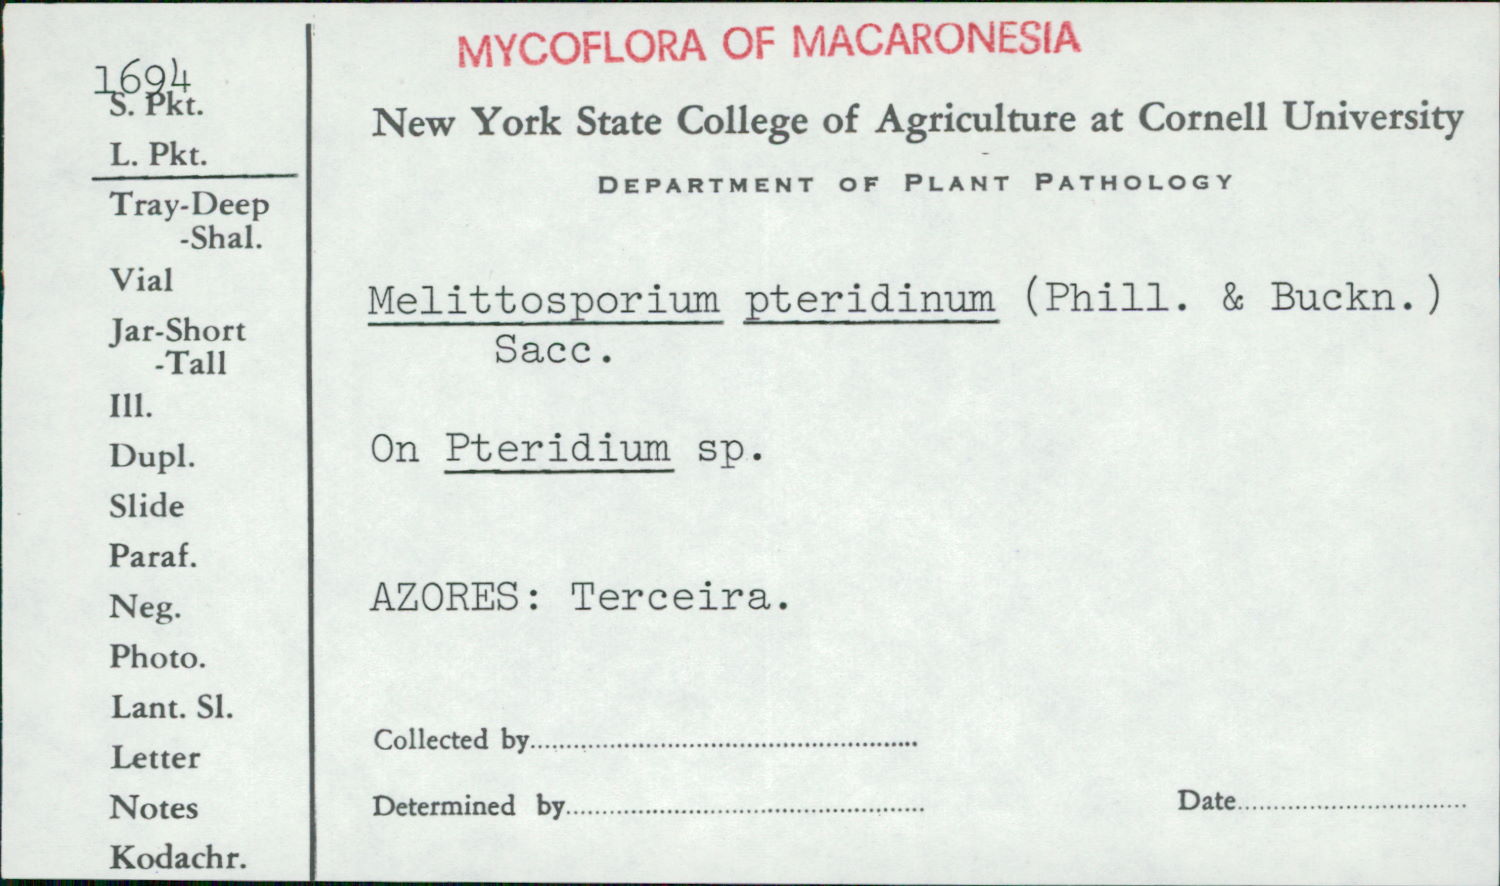 MYCOFLORA OF MACARONESIA
1694
S. Pkt.
L. Pkt.
Tray-Deep
-Shal.
Vial
Jar-Short
-Tall
Ill.
Dupl.
Slide
Paraf.
Neg.
Photo.
Lant. Sl.
Letter
Notes
Kodachr.
New York State College of Agriculture at Cornell University
DEPARTMENT OF PLANT PATHOLOGY
Melittosporium pteridinum (Phill. & Buckn.)
Sacc.
On Pteridium sp.
AZORES: Terceira.
Collected by
Determined by
Date